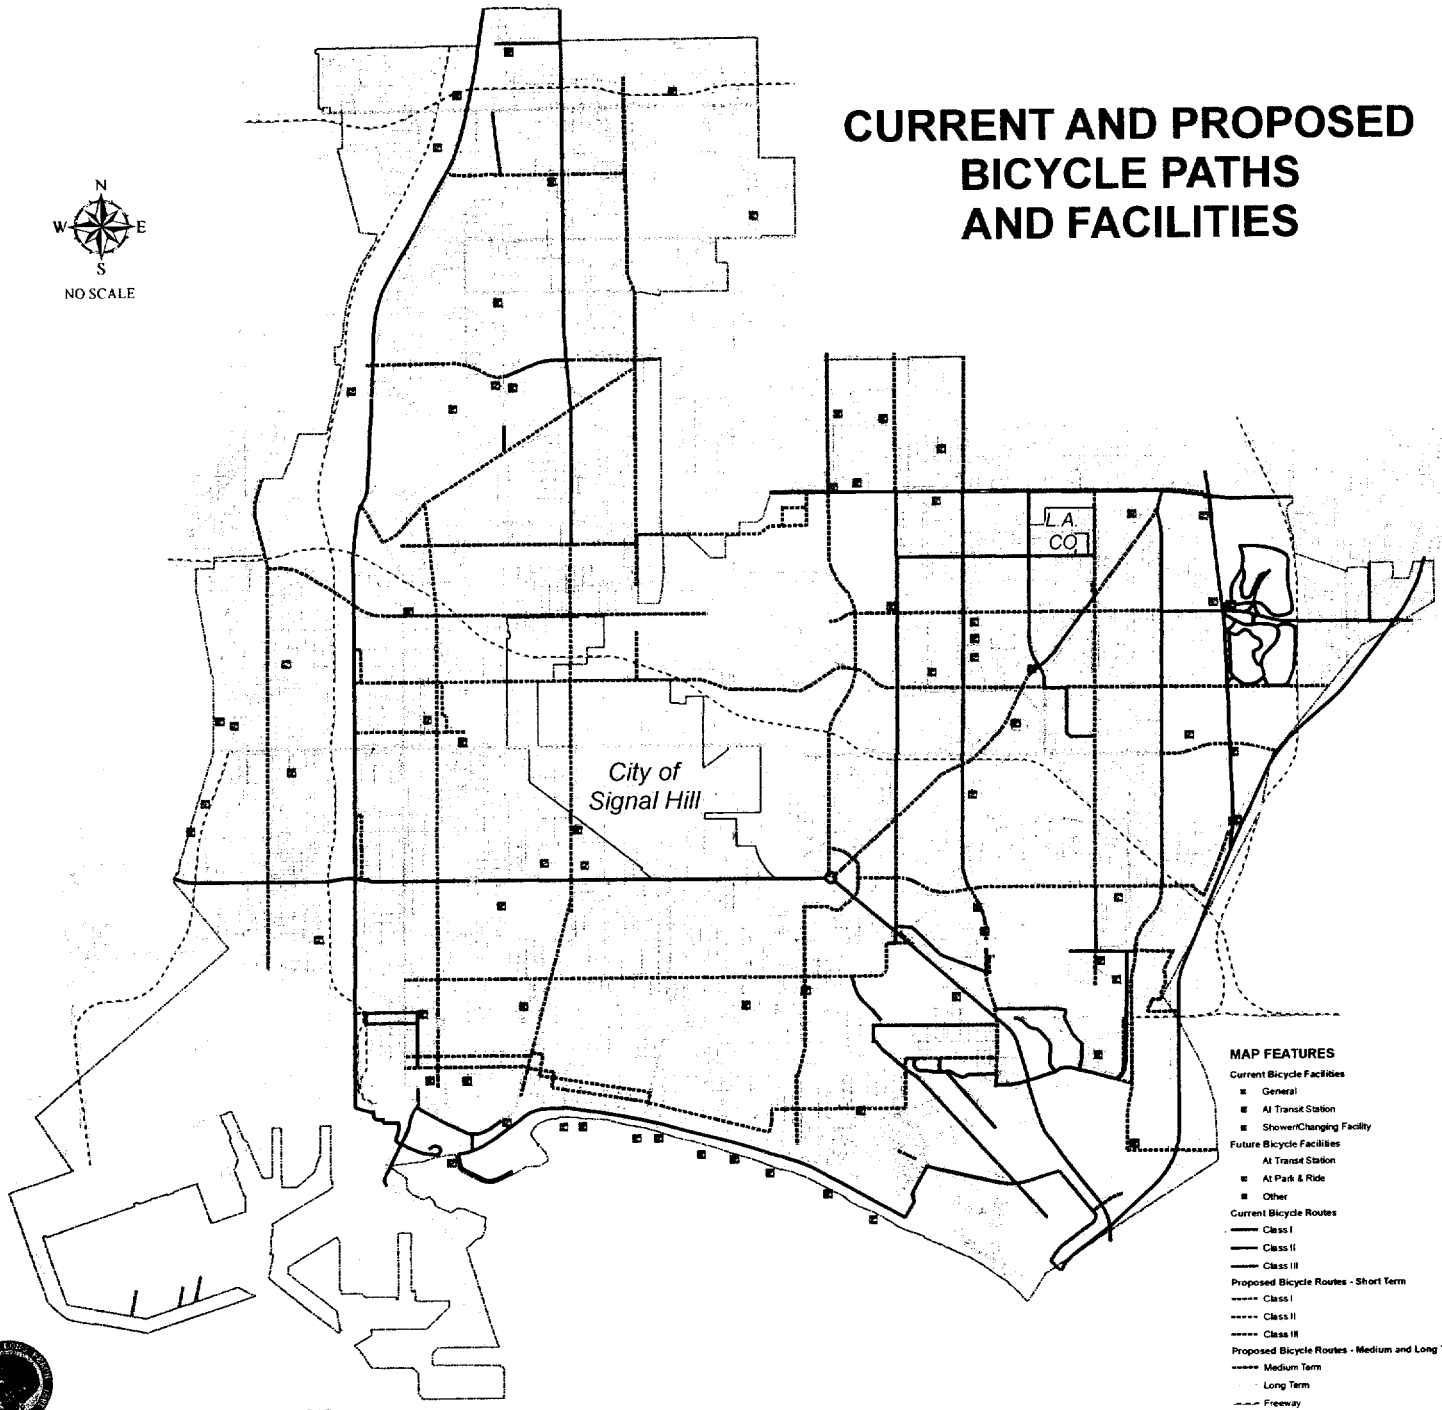 CURRENT AND PROPOSED
BICYCLE PATHS
AND FACILITIES
N
W E
S
NO SCALE
L.A.
CO
City of
Signal Hill
MAP FEATURES
Current Bicycle Facilities
General
At Transit Station
Shower/Changing Facility
Future Bicycle Facilities
At Transit Station
At Park & Ride
Other
Current Bicycle Routes
Class I
Class II
Class III
Proposed Bicycle Routes - Short Term
Class I
Class II
Class III
Proposed Bicycle Routes - Medium and Long
Medium Term
Long Term
Freeway